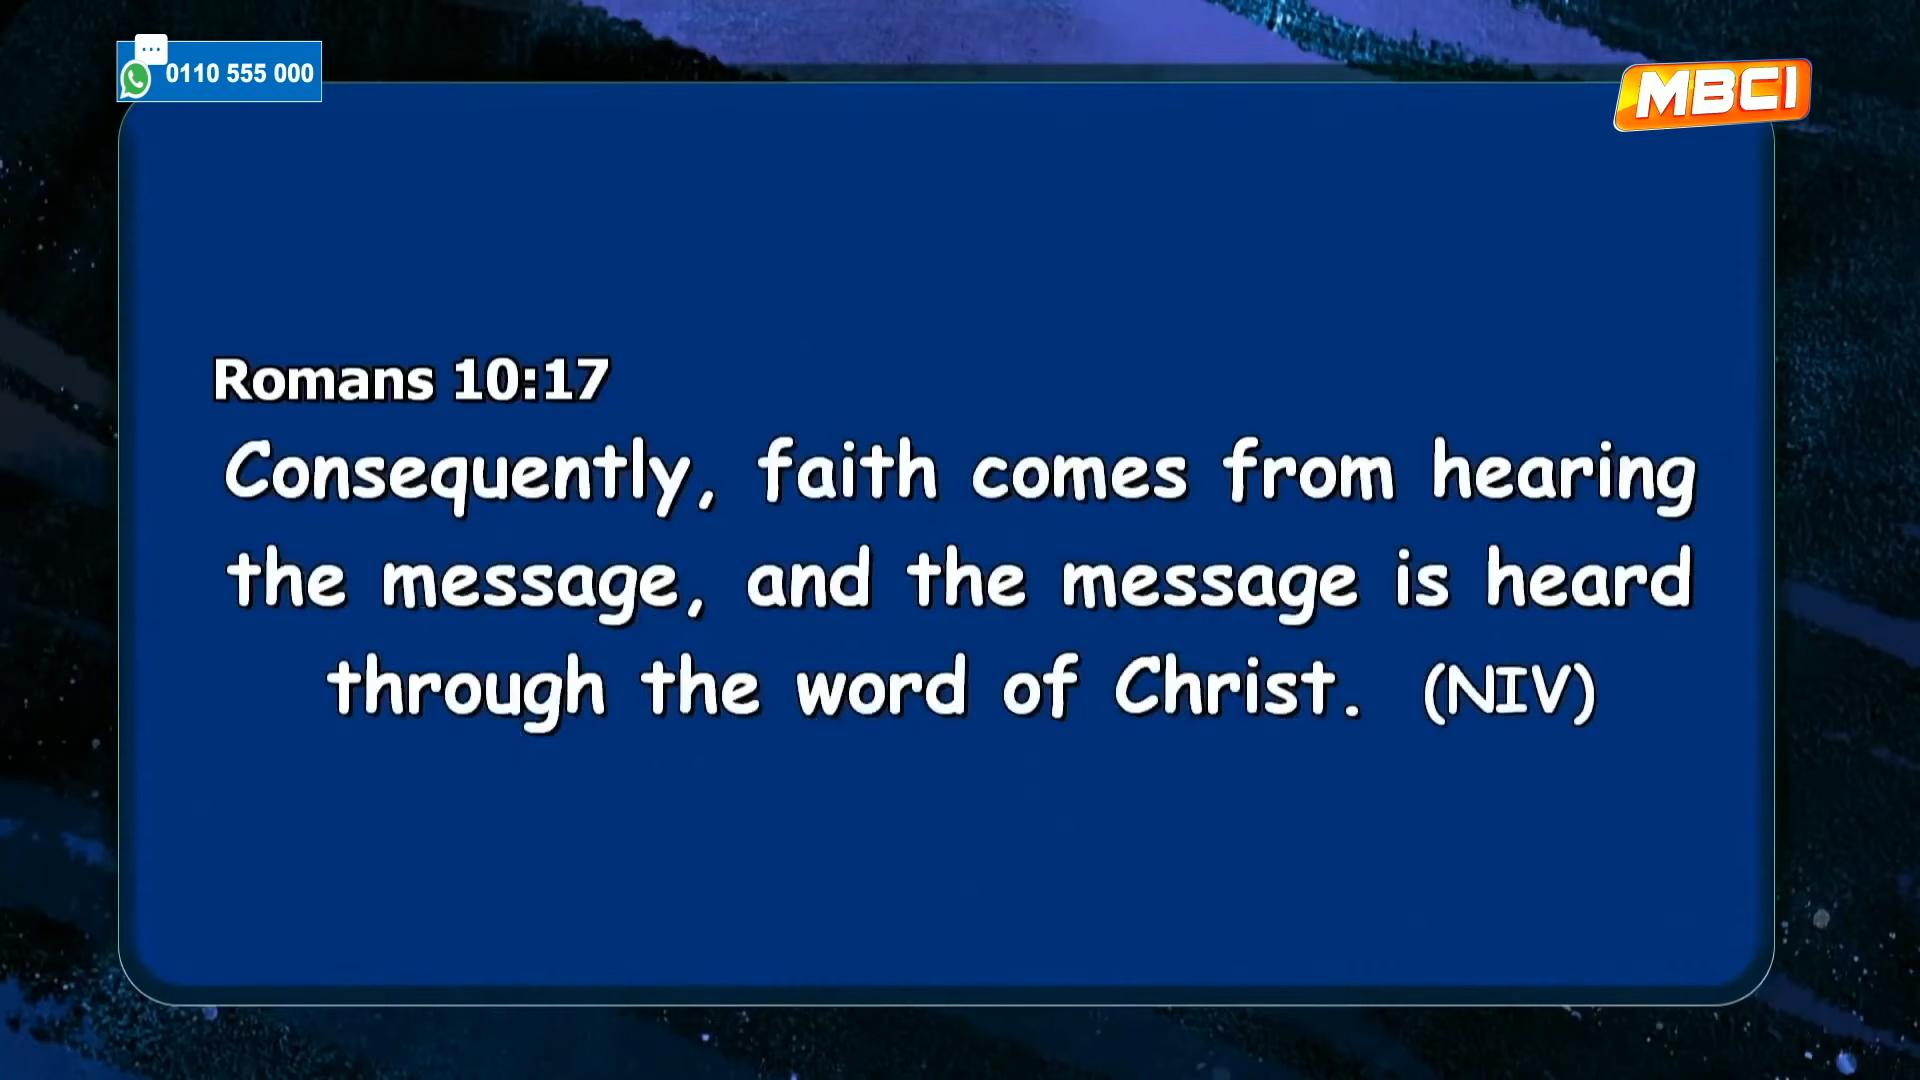 0110 555 000
MBCI
Romans 10:17
Consequently, faith comes from hearing
the message, and the message is heard
through the word of Christ. (NIV)